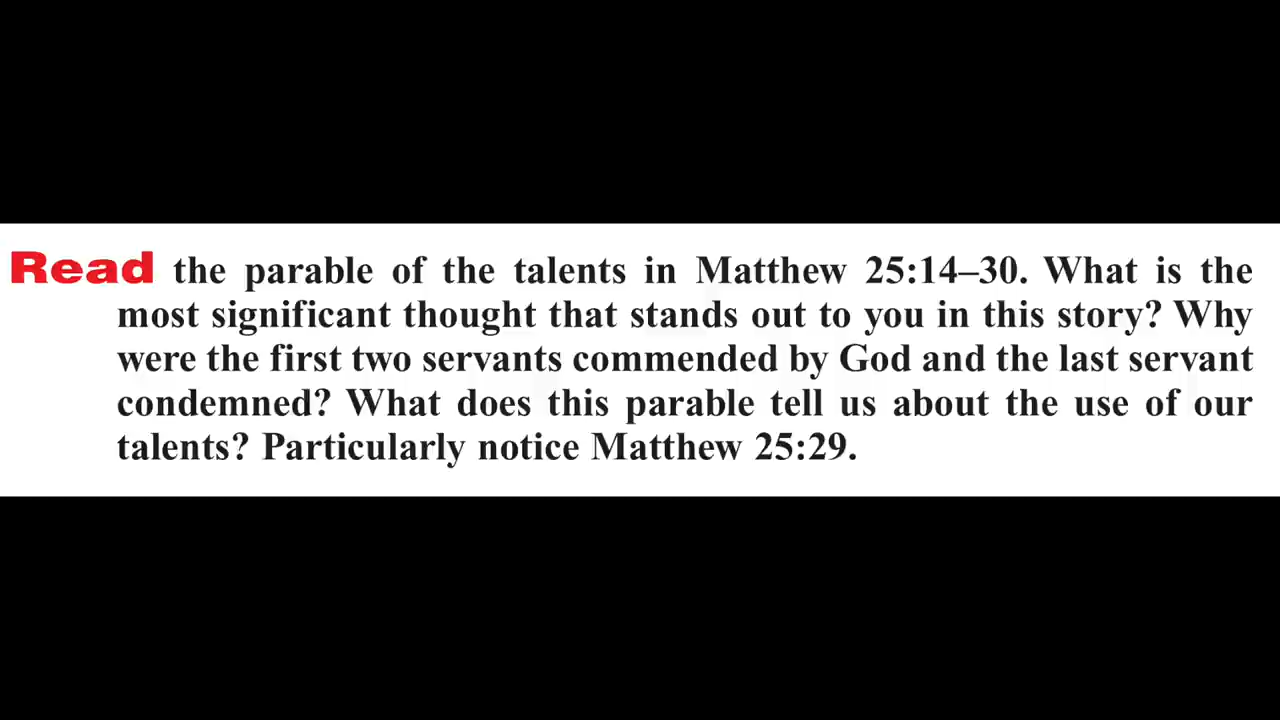 Read the parable of the talents in Matthew 25:14–30. What is the
most significant thought that stands out to you in this story? Why
were the first two servants commended by God and the last servant
condemned? What does this parable tell us about the use of our
talents? Particularly notice Matthew 25:29.